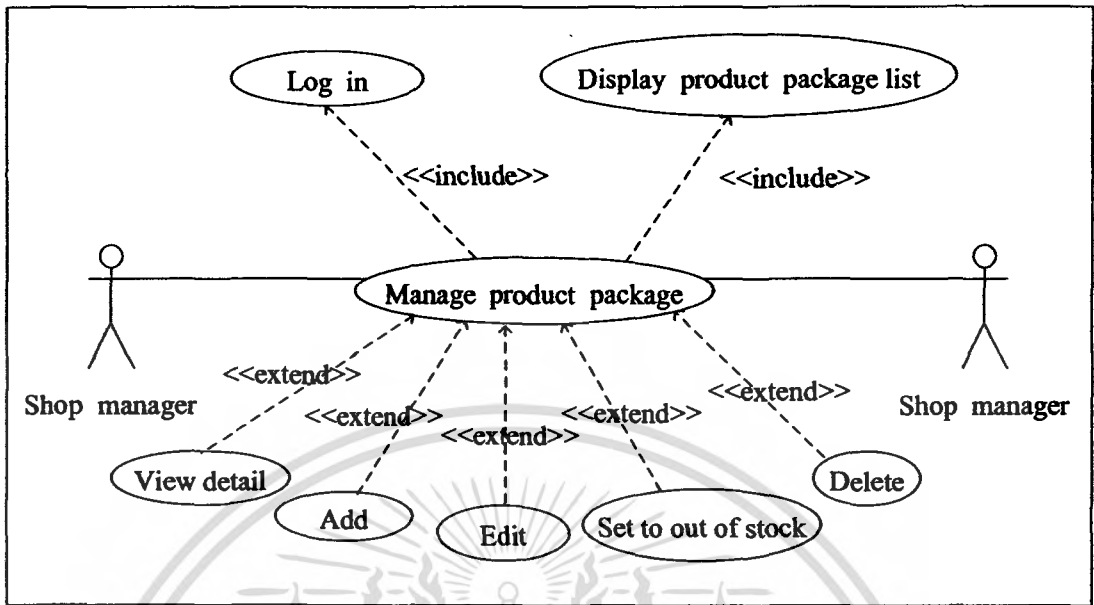 Log in
Display product package list
<<include>>
<<include>>
Manage product package
Shop manager
Shop manager
<<extend>>
<<extend>>
<<extend>>
<<extend>>
<<extend>>
View detail
Add
Edit
Set to out of stock
Delete